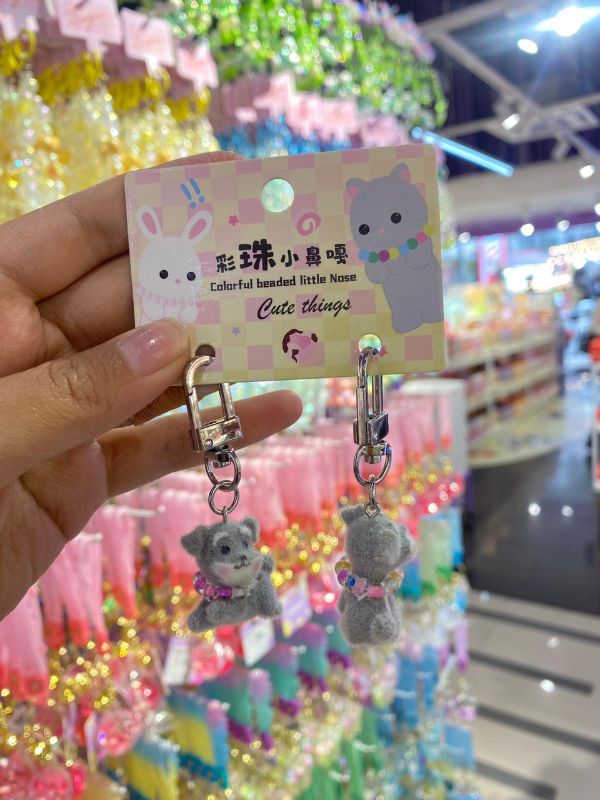 彩珠小鼻嘎
Colorful beaded little Nose
Cute things